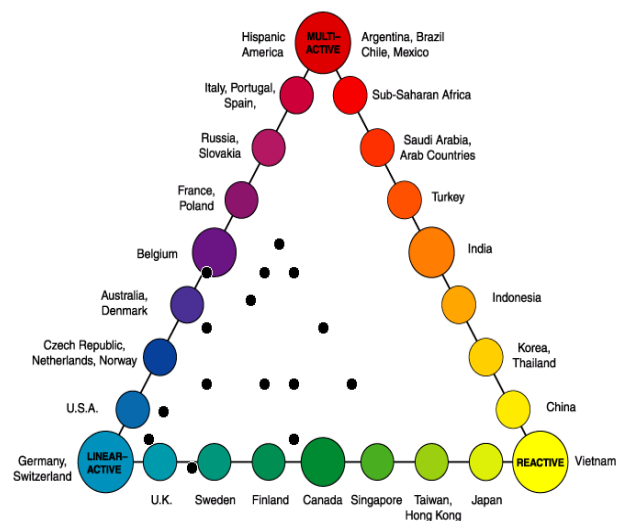 Hispanic
America
MULTI–
ACTIVE
Argentina, Brazil
Chile, Mexico
Italy, Portugal,
Spain,
Sub-Saharan Africa
Russia,
Slovakia
Saudi Arabia,
Arab Countries
France,
Poland
Turkey
Belgium
India
Australia,
Denmark
Indonesia
Czech Republic,
Netherlands, Norway
Korea,
Thailand
U.S.A.
China
Germany,
Switzerland
LINEAR–
ACTIVE
REACTIVE
Vietnam
U.K.
Sweden
Finland
Canada
Singapore
Taiwan,
Hong Kong
Japan